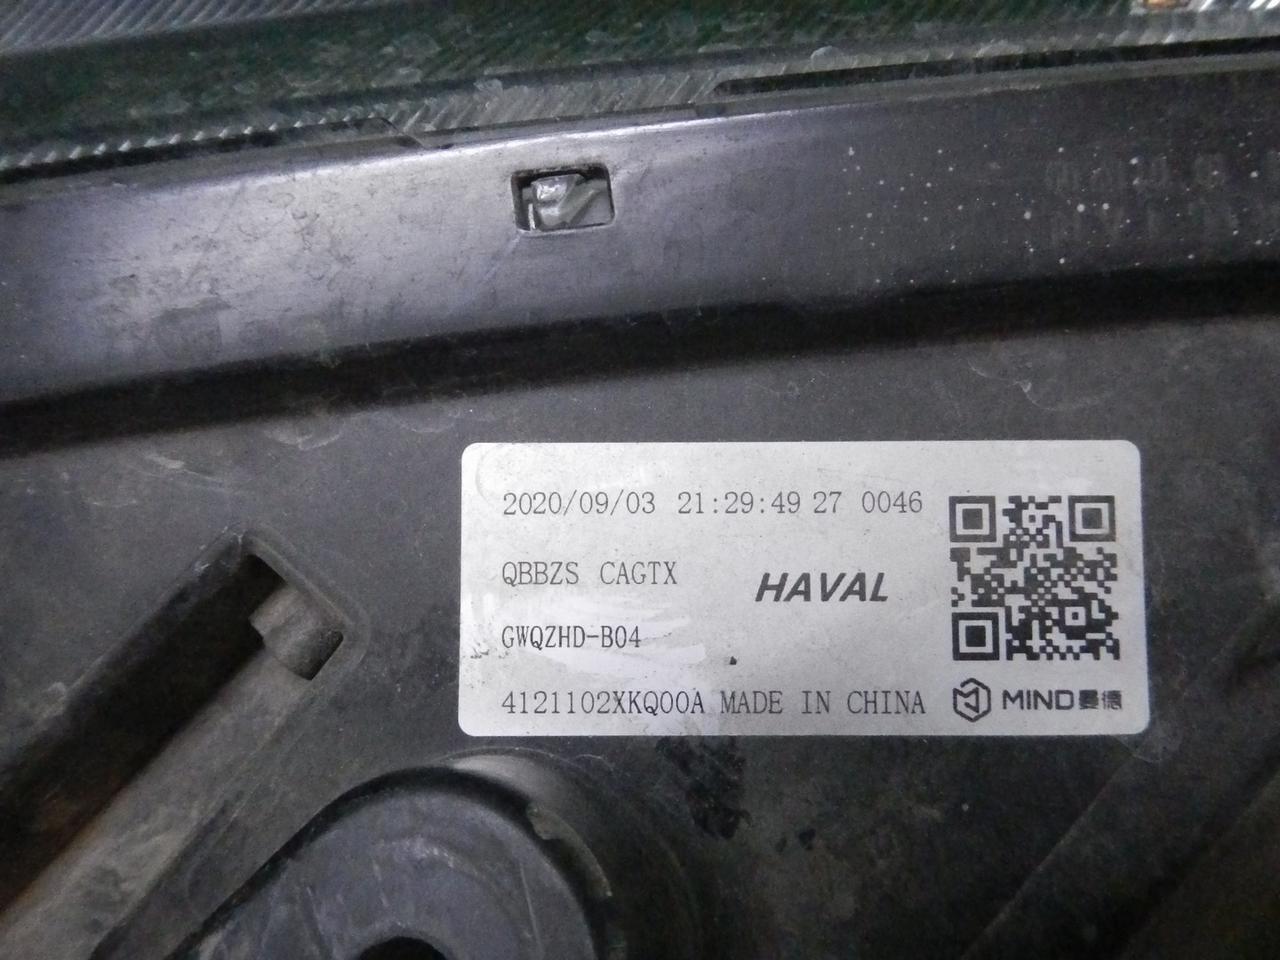 2020/09/03 21:29:49 27 0046
QBBZS CAGTX
HAVAL
GWQZHD-B04
4121102XKQ00A MADE IN CHINA
MIND曼德